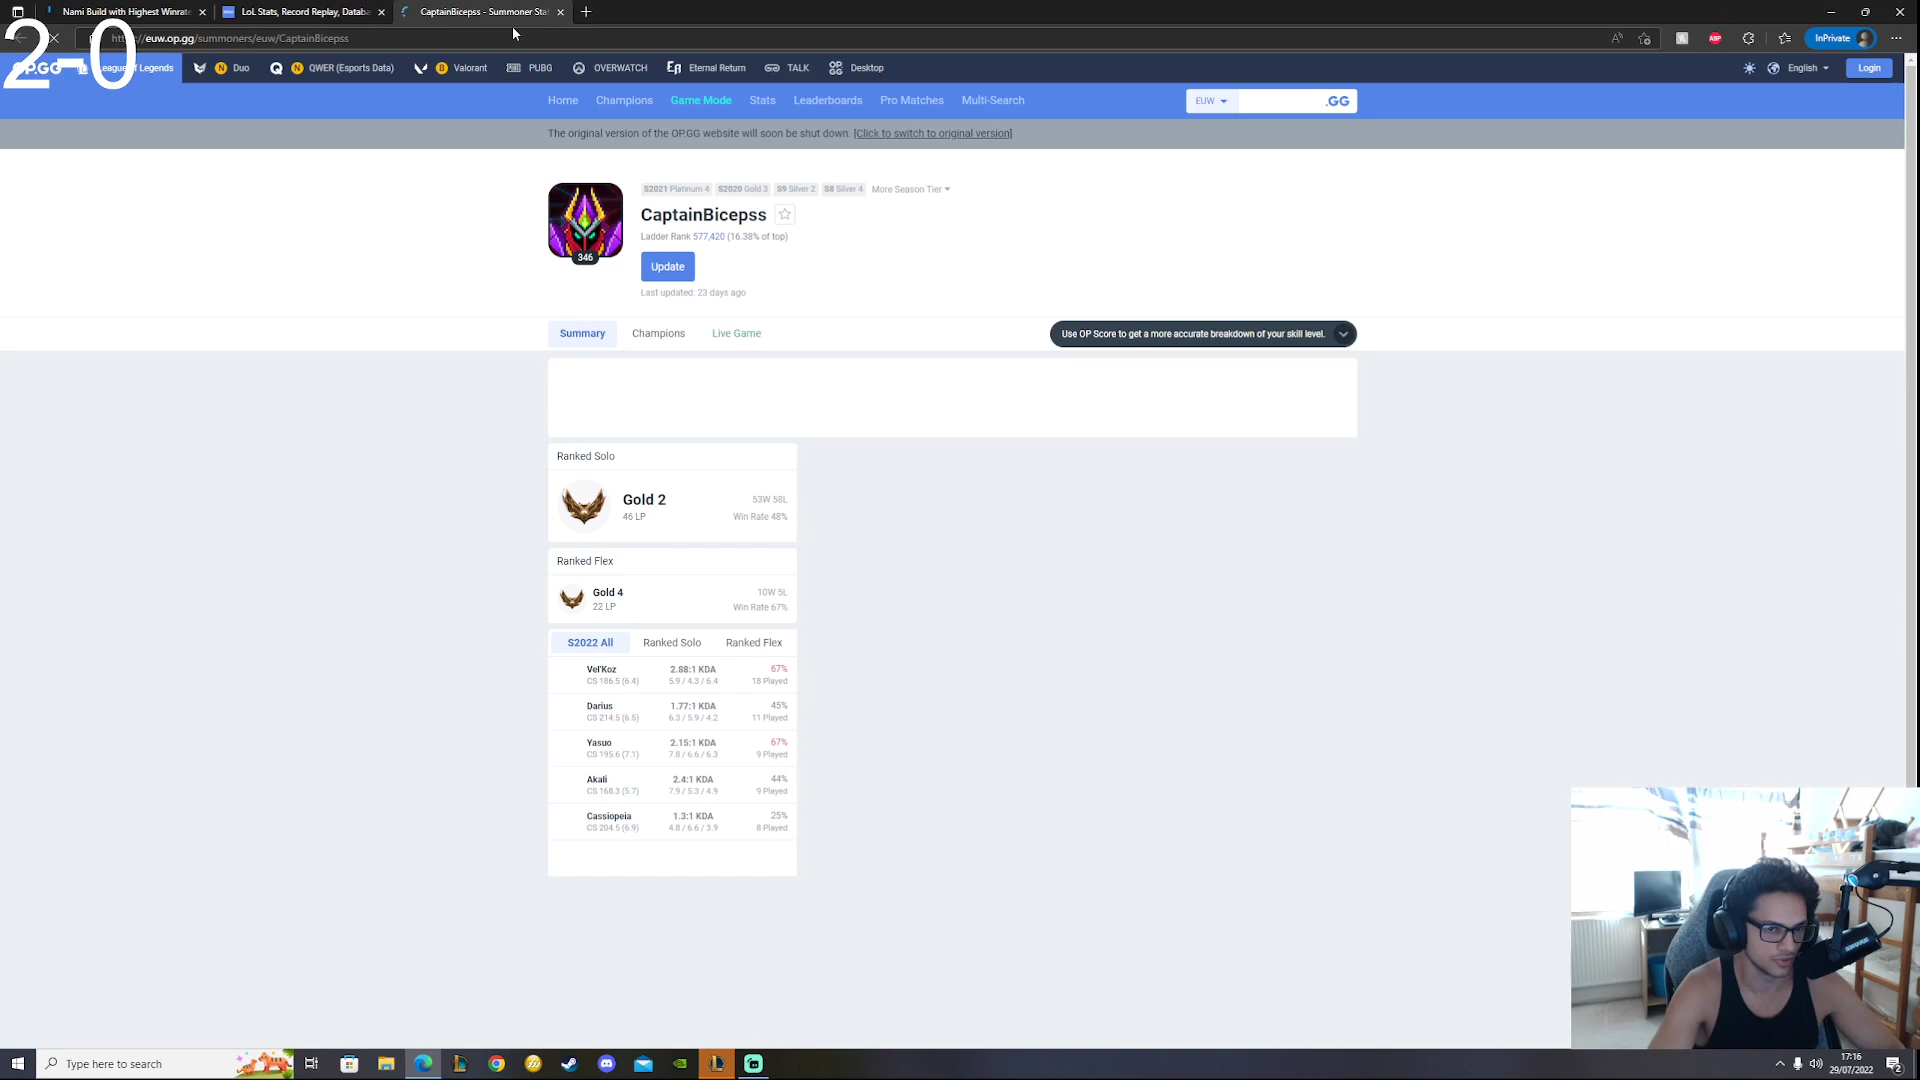 Nami Build with Highest Winrate
LoL Stats, Record Replay, Databa
CaptainBicepss - Summoner Stat
2-0
https://euw.op.gg/summoners/euw/CaptainBicepss
InPrivate
OP.GG
League of Legends
Duo
QWER (Esports Data)
Valorant
PUBG
OVERWATCH
Eternal Return
TALK
Desktop
English
Login
Home
Champions
Game Mode
Stats
Leaderboards
Pro Matches
Multi-Search
EUW
.GG
The original version of the OP.GG website will soon be shut down. [Click to switch to original version]
S2021 Platinum 4
S2020 Gold 3
S9 Silver 2
S8 Silver 4
More Season Tier
CaptainBicepss
Ladder Rank 577,420 (16.38% of top)
346
Update
Last updated: 23 days ago
Summary
Champions
Live Game
Use OP Score to get a more accurate breakdown of your skill level.
Ranked Solo
Gold 2
53W 58L
46 LP
Win Rate 48%
Ranked Flex
Gold 4
10W 5L
22 LP
Win Rate 67%
S2022 All
Ranked Solo
Ranked Flex
Vel'Koz 2.88:1 KDA 67%
CS 186.5 (6.4) 5.9 / 4.3 / 6.4 18 Played
Darius 1.77:1 KDA 45%
CS 214.5 (6.5) 6.3 / 5.9 / 4.2 11 Played
Yasuo 2.15:1 KDA 67%
CS 195.6 (7.1) 7.8 / 6.6 / 6.3 9 Played
Akali 2.4:1 KDA 44%
CS 168.3 (5.7) 7.9 / 5.3 / 4.9 9 Played
Cassiopeia 1.3:1 KDA 25%
CS 204.5 (6.9) 4.8 / 6.6 / 3.9 8 Played
SHURE
Type here to search
17:16
29/07/2022
2